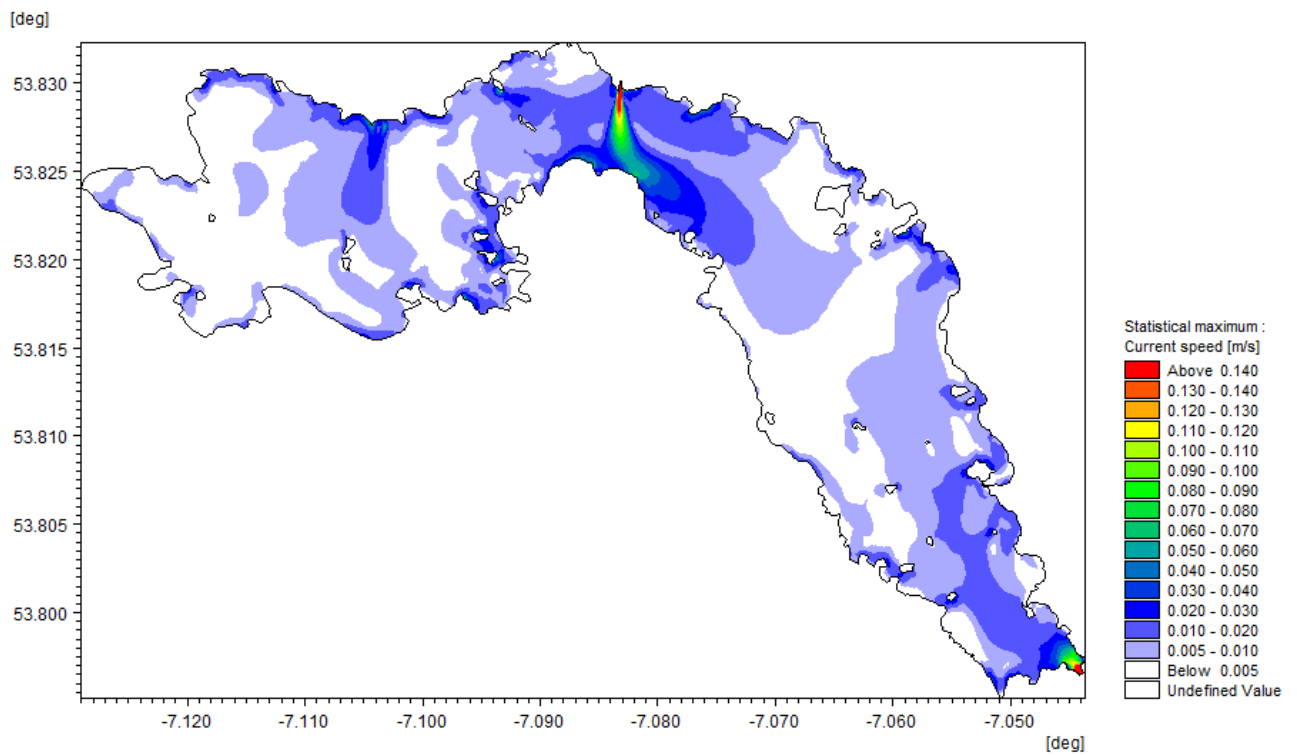 [deg]
53.830
53.825
53.820
53.815
53.810
53.805
53.800
-7.120 -7.110 -7.100 -7.090 -7.080 -7.070 -7.060 -7.050
[deg]
Statistical maximum :
Current speed [m/s]
Above 0.140
0.130 - 0.140
0.120 - 0.130
0.110 - 0.120
0.100 - 0.110
0.090 - 0.100
0.080 - 0.090
0.070 - 0.080
0.060 - 0.070
0.050 - 0.060
0.040 - 0.050
0.030 - 0.040
0.020 - 0.030
0.010 - 0.020
0.005 - 0.010
Below 0.005
Undefined Value